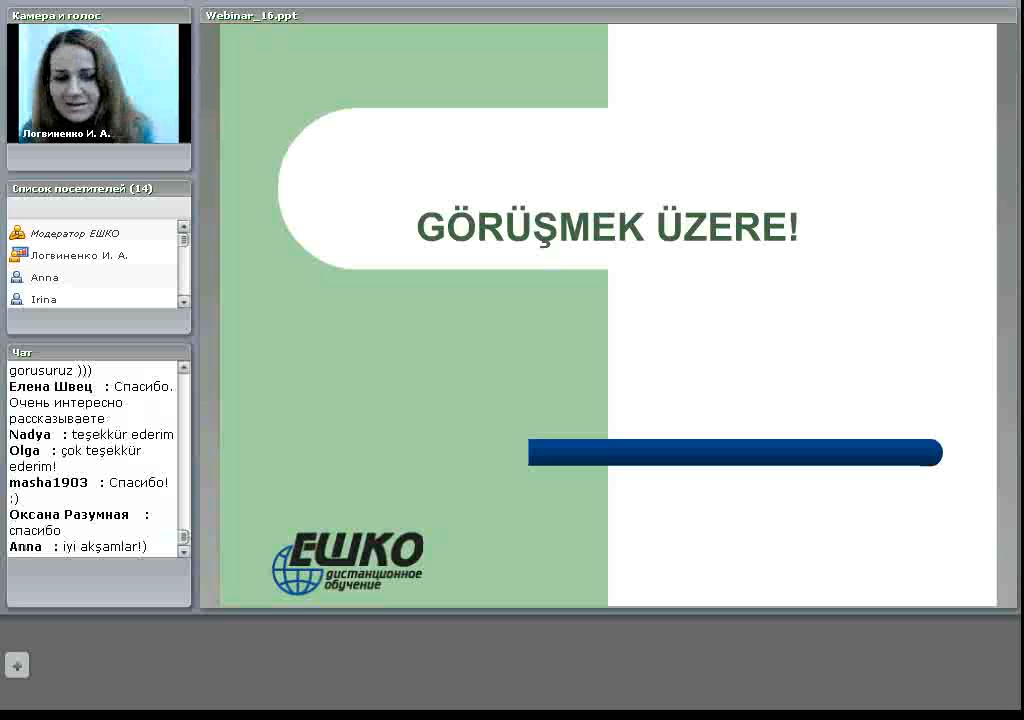 Камера и голос
Логвиненко И. А.
Список посетителей (14)
Модератор ЕШКО
Логвиненко И. А.
Anna
Irina
Чат
gorusuruz )))
Елена Швец : Спасибо.
Очень интересно
рассказываете
Nadya : teşekkür ederim
Olga : çok teşekkür
ederim!
masha1903 : Спасибо!
:)
Оксана Разумная :
спасибо
Anna : iyi akşamlar!)
Webinar_16.ppt
GÖRÜŞMEK ÜZERE!
ЕШКО
дистанционное
обучение